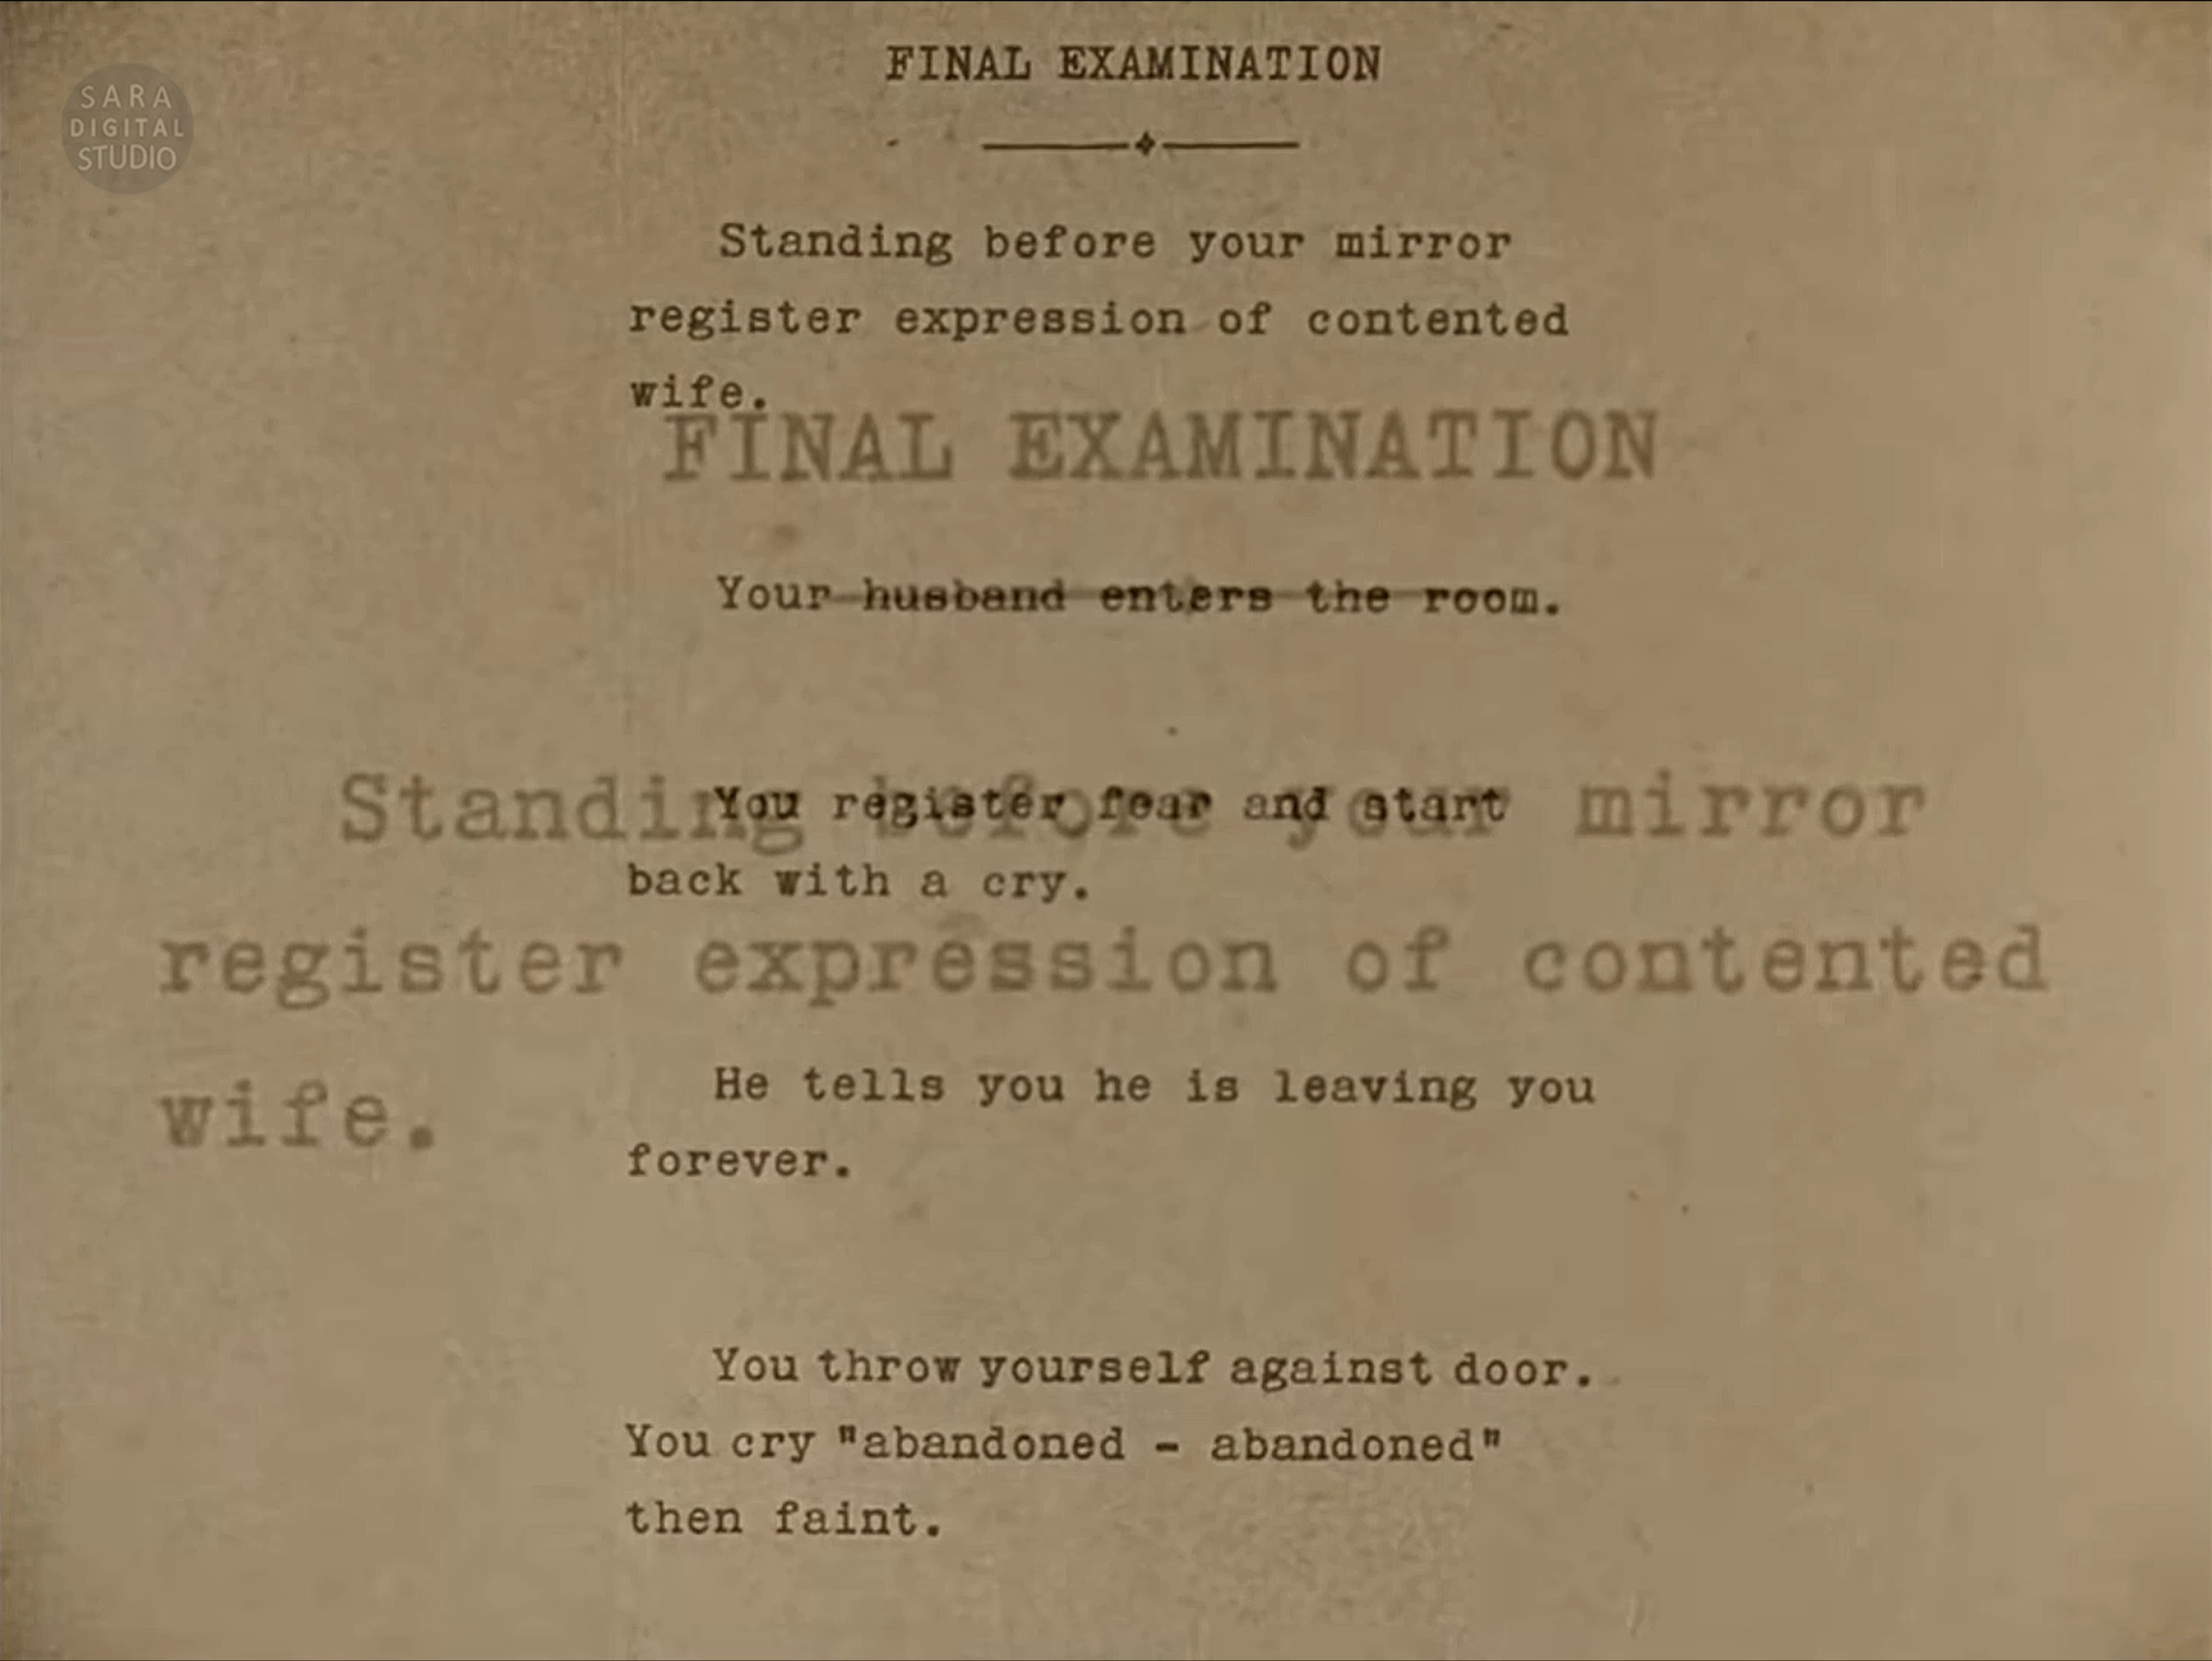 SARA
DIGITAL
STUDIO
FINAL EXAMINATION
Standing before your mirror
register expression of contented
wife.
FINAL EXAMINATION
Your husband enters the room.
You register fear and start
back with a cry.
Standing before your mirror
register expression of contented
wife.
He tells you he is leaving you
forever.
You throw yourself against door.
You cry "abandoned - abandoned"
then faint.